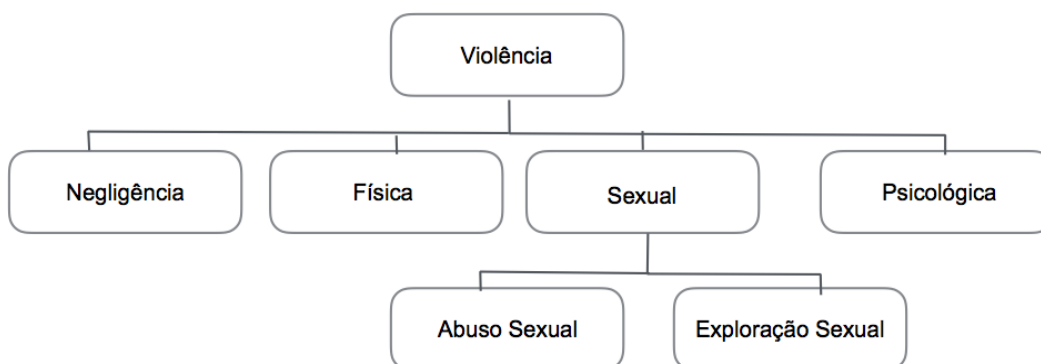 Violência
Negligência
Física
Sexual
Psicológica
Abuso Sexual
Exploração Sexual